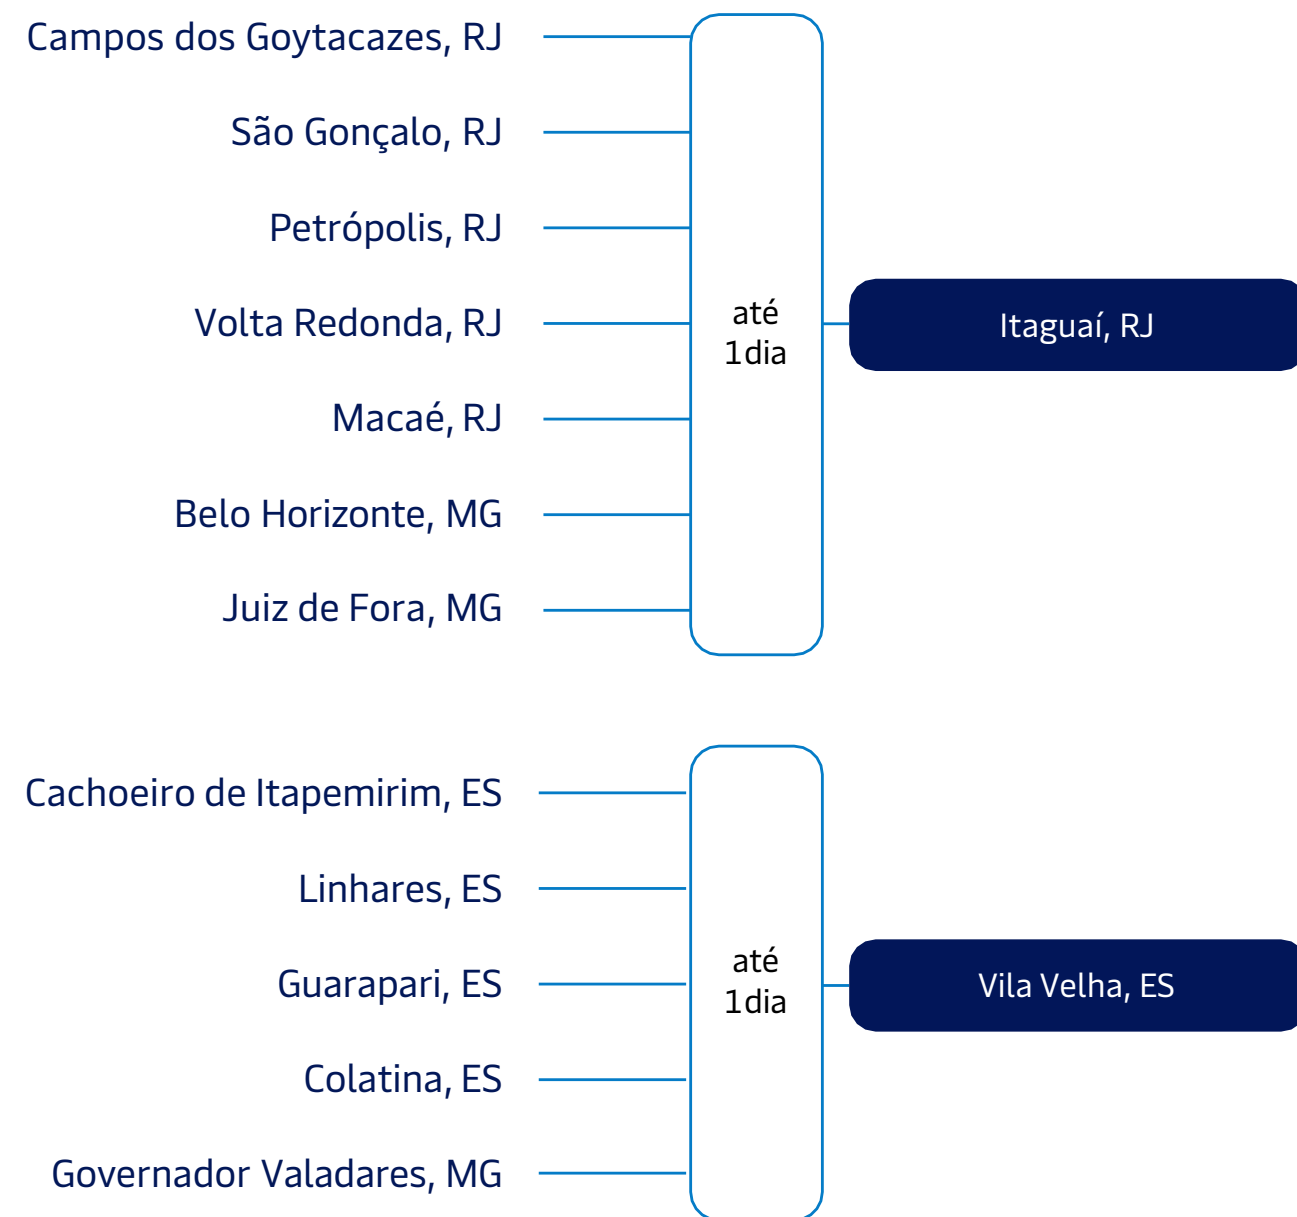 Campos dos Goytacazes, RJ
São Gonçalo, RJ
Petrópolis, RJ
Volta Redonda, RJ
Macaé, RJ
Belo Horizonte, MG
Juiz de Fora, MG
até
1dia
Itaguaí, RJ
Cachoeiro de Itapemirim, ES
Linhares, ES
Guarapari, ES
Colatina, ES
Governador Valadares, MG
até
1dia
Vila Velha, ES